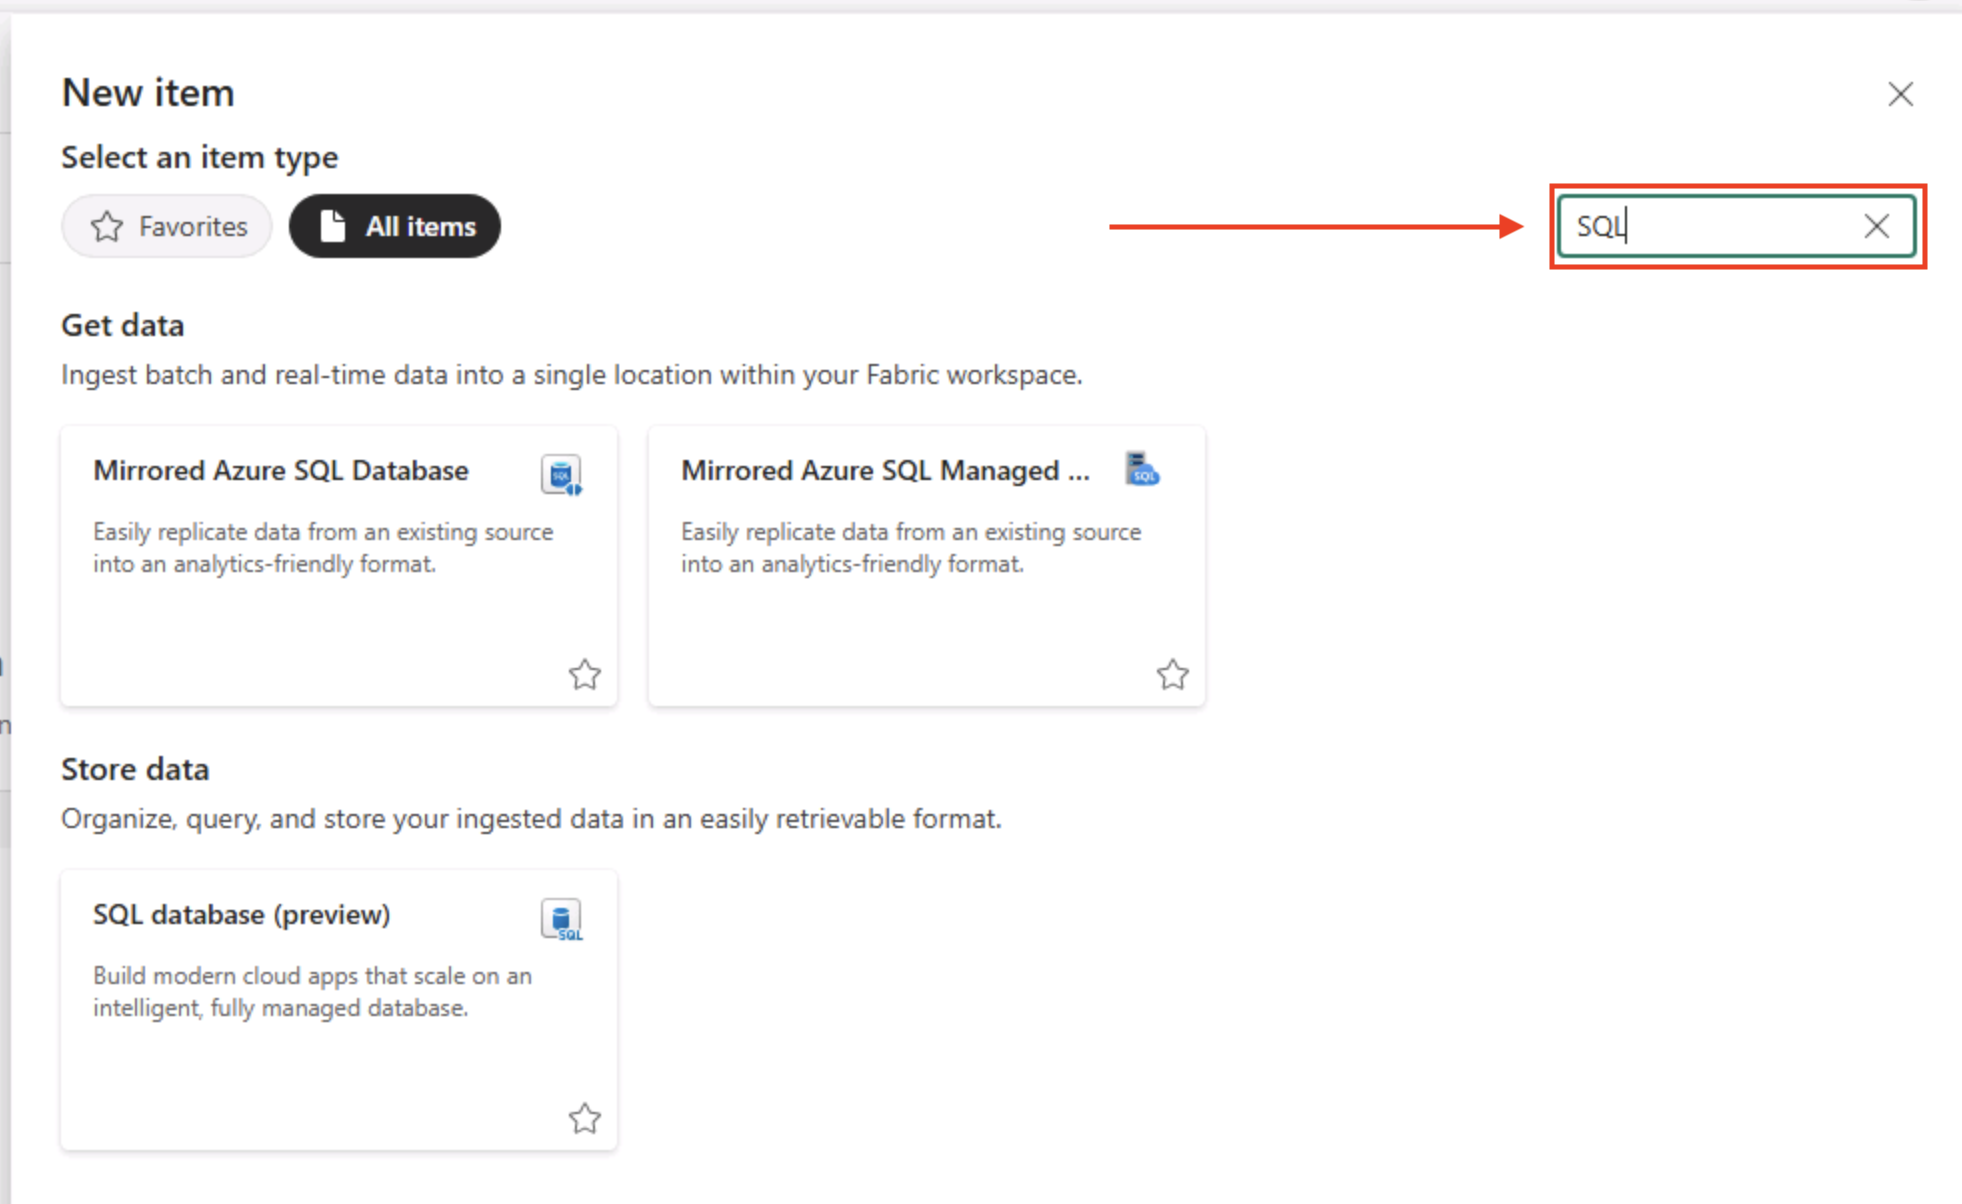 New item
Select an item type
Favorites
All items
SQL
Get data
Ingest batch and real-time data into a single location within your Fabric workspace.
Mirrored Azure SQL Database
SQL
Easily replicate data from an existing source
into an analytics-friendly format.
Mirrored Azure SQL Managed ...
SQL
Easily replicate data from an existing source
into an analytics-friendly format.
Store data
Organize, query, and store your ingested data in an easily retrievable format.
SQL database (preview)
SQL
Build modern cloud apps that scale on an
intelligent, fully managed database.